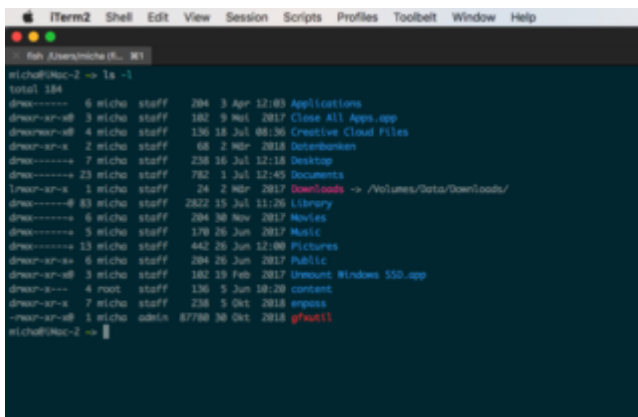 iTerm2 Shell Edit View Session Scripts Profiles Toolbelt Window Help
fish /Users/micha (fi... ⌘1
micha@iMac-2 ~> ls -l
total 184
drwx------ 6 micha staff 204 3 Apr 12:03 Applications
drwxr-xr-x@ 3 micha staff 102 9 Mai 2017 Close All Apps.app
drwxrwxr-x@ 4 micha staff 136 18 Jul 08:36 Creative Cloud Files
drwxr-xr-x 2 micha staff 68 2 Mär 2018 Datenbanken
drwx------+ 7 micha staff 238 16 Jul 12:18 Desktop
drwx------+ 23 micha staff 782 1 Jul 12:45 Documents
lrwxr-xr-x 1 micha staff 24 2 Mär 2017 Downloads -> /Volumes/Data/Downloads/
drwx------@ 83 micha staff 2822 15 Jul 11:26 Library
drwx------+ 6 micha staff 204 30 Nov 2017 Movies
drwx------+ 5 micha staff 170 26 Jun 2017 Music
drwx------+ 13 micha staff 442 26 Jun 12:00 Pictures
drwxr-xr-x+ 6 micha staff 204 26 Jun 2017 Public
drwxr-xr-x@ 3 micha staff 102 19 Feb 2017 Unmount Windows SSD.app
drwxr-x--- 4 root staff 136 5 Jun 10:20 content
drwxr-xr-x 7 micha staff 238 5 Okt 2018 enpass
-rwxr-xr-x@ 1 micha admin 87780 30 Okt 2018 gfxutil
micha@iMac-2 ~>